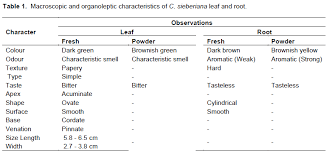 Table 1. Macroscopic and organoleptic characteristics of C. sieberiana leaf and root.
Observations
Character Leaf Root
Fresh Powder Fresh Powder
Colour Dark green Brownish green Dark brown Brownish yellow
Odour Characteristic smell Characteristic smell Aromatic (Weak) Aromatic (Strong)
Texture Papery - - -
Type Simple - - -
Taste Bitter Bitter Tasteless Tasteless
Apex Acuminate - - -
Shape Ovate - Cylindrical -
Surface Smooth - Smooth -
Base Cordate - - -
Venation Pinnate - - -
Size Length 5.8 - 6.5 cm - - -
Width 2.7 - 3.8 cm - - -